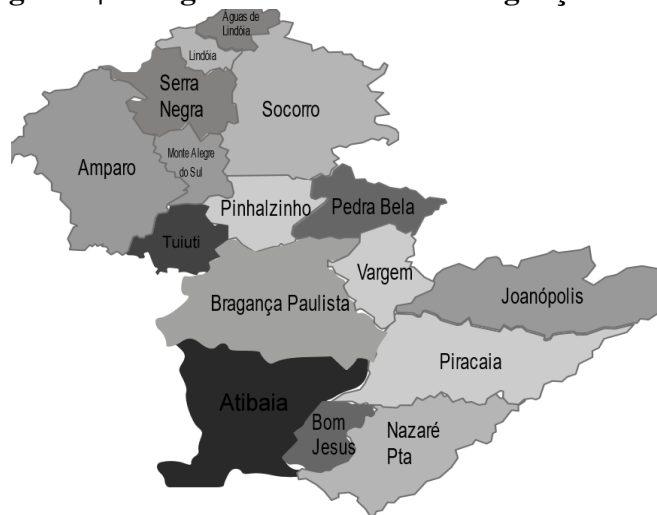 Águas de
Lindóia
Lindóia
Serra
Negra
Socorro
Monte Alegre
do Sul
Amparo
Pinhalzinho
Pedra Bela
Tuiuti
Vargem
Bragança Paulista
Joanópolis
Piracaia
Atibaia
Bom
Jesus
Nazaré
Pta